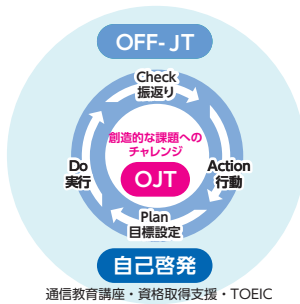 OFF-JT
Check
振返り
創造的な課題への
チャレンジ
OJT
Do
実行
Action
行動
Plan
目標設定
自己啓発
通信教育講座・資格取得支援・TOEIC